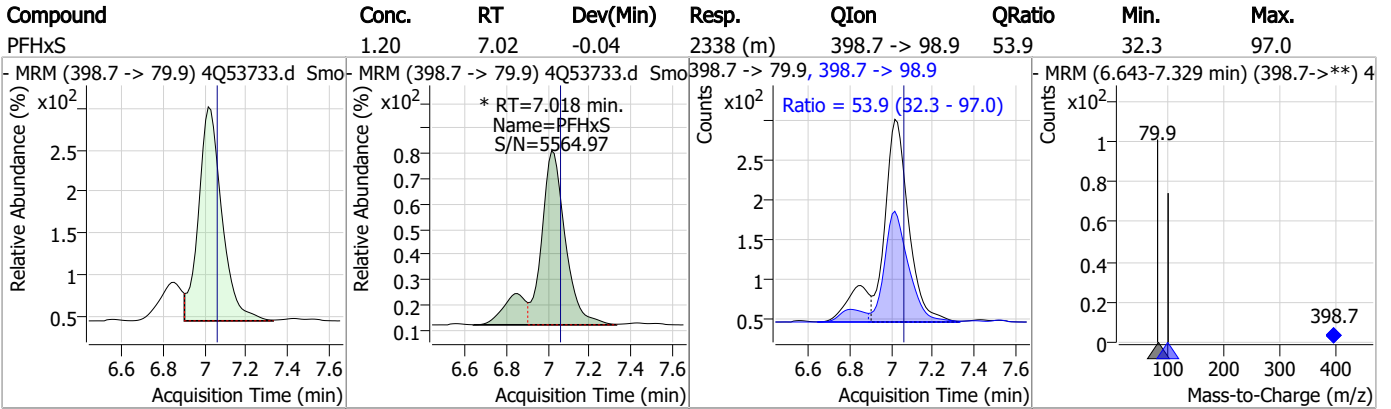 Compound Conc. RT Dev(Min) Resp. QIon QRatio Min. Max.
PFHxS 1.20 7.02 -0.04 2338 (m) 398.7 -> 98.9 53.9 32.3 97.0
- MRM (398.7 -> 79.9) 4Q53733.d Smo
x10²
Relative Abundance (%)
2.5
2
1.5
1
0.5
6.6 6.8 7 7.2 7.4 7.6
Acquisition Time (min)
- MRM (398.7 -> 79.9) 4Q53733.d Smo
x10²
* RT=7.018 min.
Name=PFHxS
S/N=5564.97
Relative Abundance (%)
0.8
0.7
0.6
0.5
0.4
0.3
0.2
0.1
6.6 6.8 7 7.2 7.4 7.6
Acquisition Time (min)
398.7 -> 79.9, 398.7 -> 98.9
x10²
Ratio = 53.9 (32.3 - 97.0)
Counts
2.5
2
1.5
1
0.5
6.6 6.8 7 7.2 7.4 7.6
Acquisition Time (min)
- MRM (6.643-7.329 min) (398.7->**) 4
x10²
Counts
1
0.8
0.6
0.4
0.2
0
79.9
398.7
100 200 300 400
Mass-to-Charge (m/z)